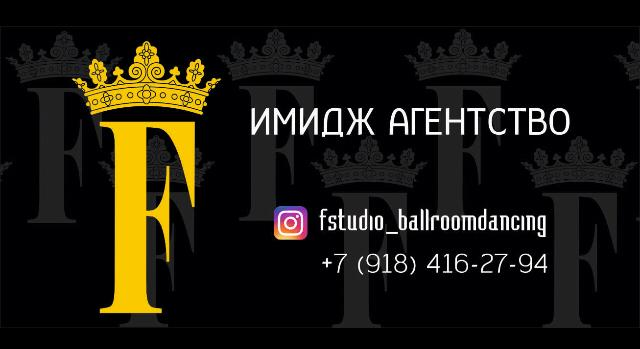 F
ИМИДЖ АГЕНТСТВО
fstudio_ballroomdancing
+7 (918) 416-27-94